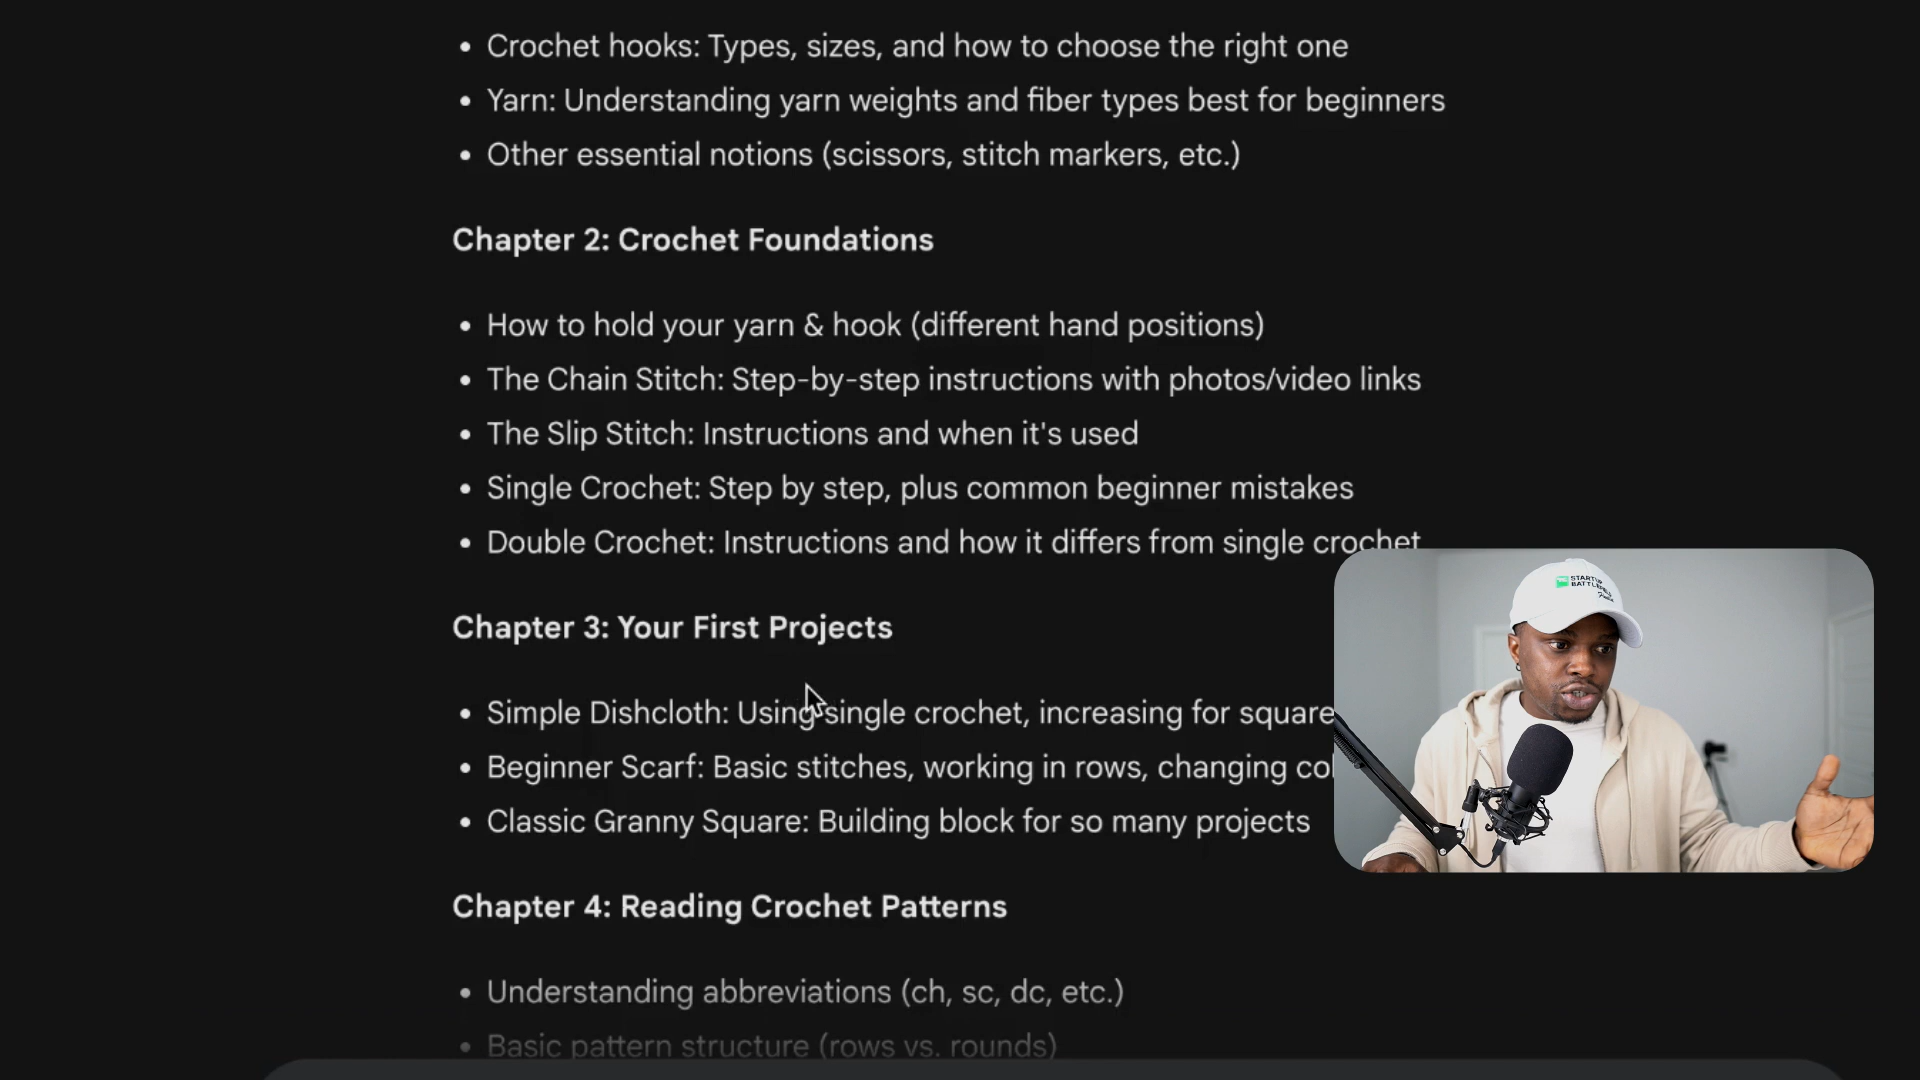 Crochet hooks: Types, sizes, and how to choose the right one
Yarn: Understanding yarn weights and fiber types best for beginners
Other essential notions (scissors, stitch markers, etc.)
Chapter 2: Crochet Foundations
How to hold your yarn & hook (different hand positions)
The Chain Stitch: Step-by-step instructions with photos/video links
The Slip Stitch: Instructions and when it's used
Single Crochet: Step by step, plus common beginner mistakes
Double Crochet: Instructions and how it differs from single crochet
Chapter 3: Your First Projects
Simple Dishcloth: Using single crochet, increasing for square
Beginner Scarf: Basic stitches, working in rows, changing
Classic Granny Square: Building block for so many projects
Chapter 4: Reading Crochet Patterns
Understanding abbreviations (ch, sc, dc, etc.)
Basic pattern structure (rows vs. rounds)
STARTUP
BATTLEFIELD